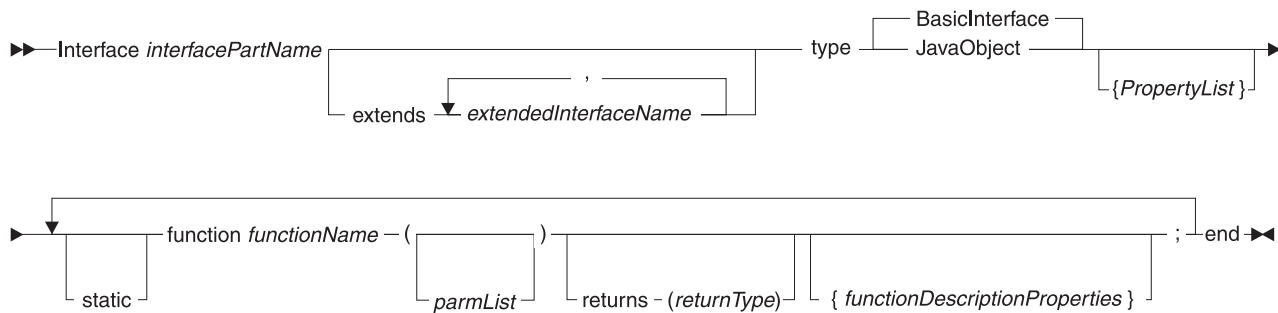 BasicInterface
Interface interfacePartName type JavaObject
,
{PropertyList}
extends extendedInterfaceName
function functionName ( ) ; end
static parmList returns (returnType) { functionDescriptionProperties }